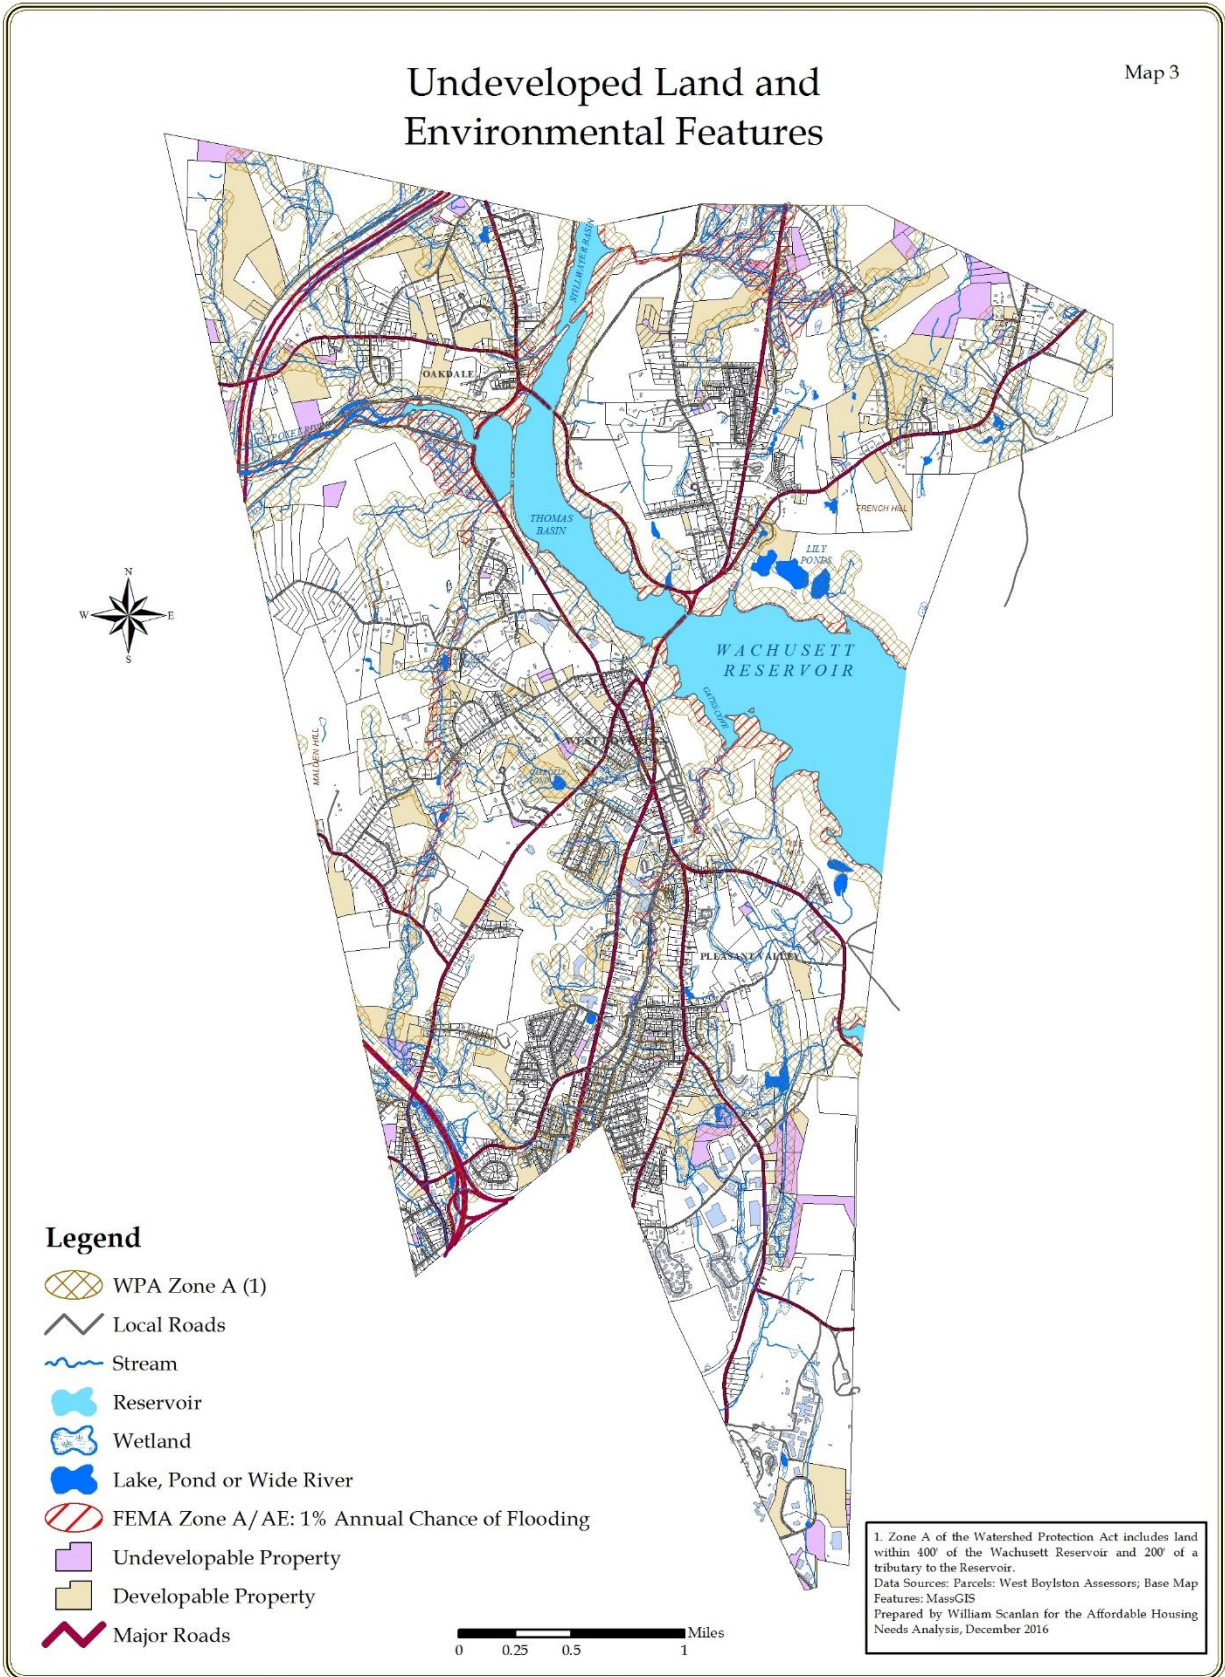 Map 3
Undeveloped Land and
Environmental Features
STILLWATER BASIN
OAKDALE
THOMAS
BASIN
FRENCH HILL
LILY
PONDS
WACHUSETT
RESERVOIR
GATES COVE
MALDEN HILL
PLEASANT VALLEY
N
W
E
S
Legend
WPA Zone A (1)
Local Roads
Stream
Reservoir
Wetland
Lake, Pond or Wide River
FEMA Zone A/AE: 1% Annual Chance of Flooding
Undevelopable Property
Developable Property
Major Roads
Miles
0 0.25 0.5 1
1. Zone A of the Watershed Protection Act includes land
within 400' of the Wachusett Reservoir and 200' of a
tributary to the Reservoir.
Data Sources: Parcels: West Boylston Assessors; Base Map
Features: MassGIS
Prepared by William Scanlan for the Affordable Housing
Needs Analysis, December 2016